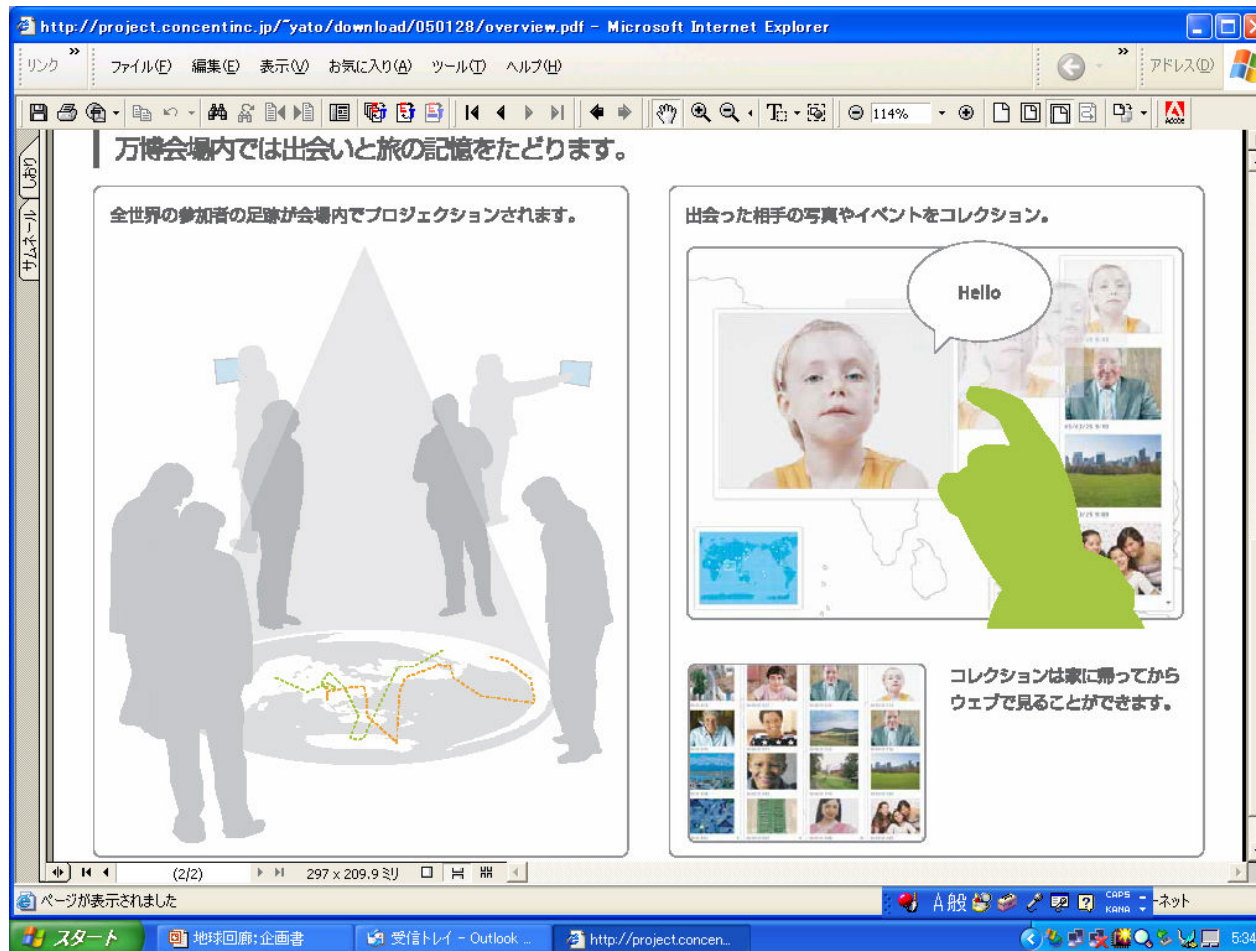 http://project.concentinc.jp/~yato/download/050128/overview.pdf - Microsoft Internet Explorer
リンク » ファイル(F) 編集(E) 表示(V) お気に入り(A) ツール(T) ヘルプ(H) » アドレス(D)
114%
Adobe
しおり
サムネール
万博会場内では出会いと旅の記憶をたどります。
全世界の参加者の足跡が会場内でプロジェクションされます。
出会った相手の写真やイベントをコレクション。
Hello
コレクションは家に帰ってから
ウェブで見ることができます。
(2/2) 297 x 209.9 ミリ
ページが表示されました
A 般 CAPS KANA ーネット
スタート 地球回廊;企画書 受信トレイ - Outlook ... http://project.concen... 5:34